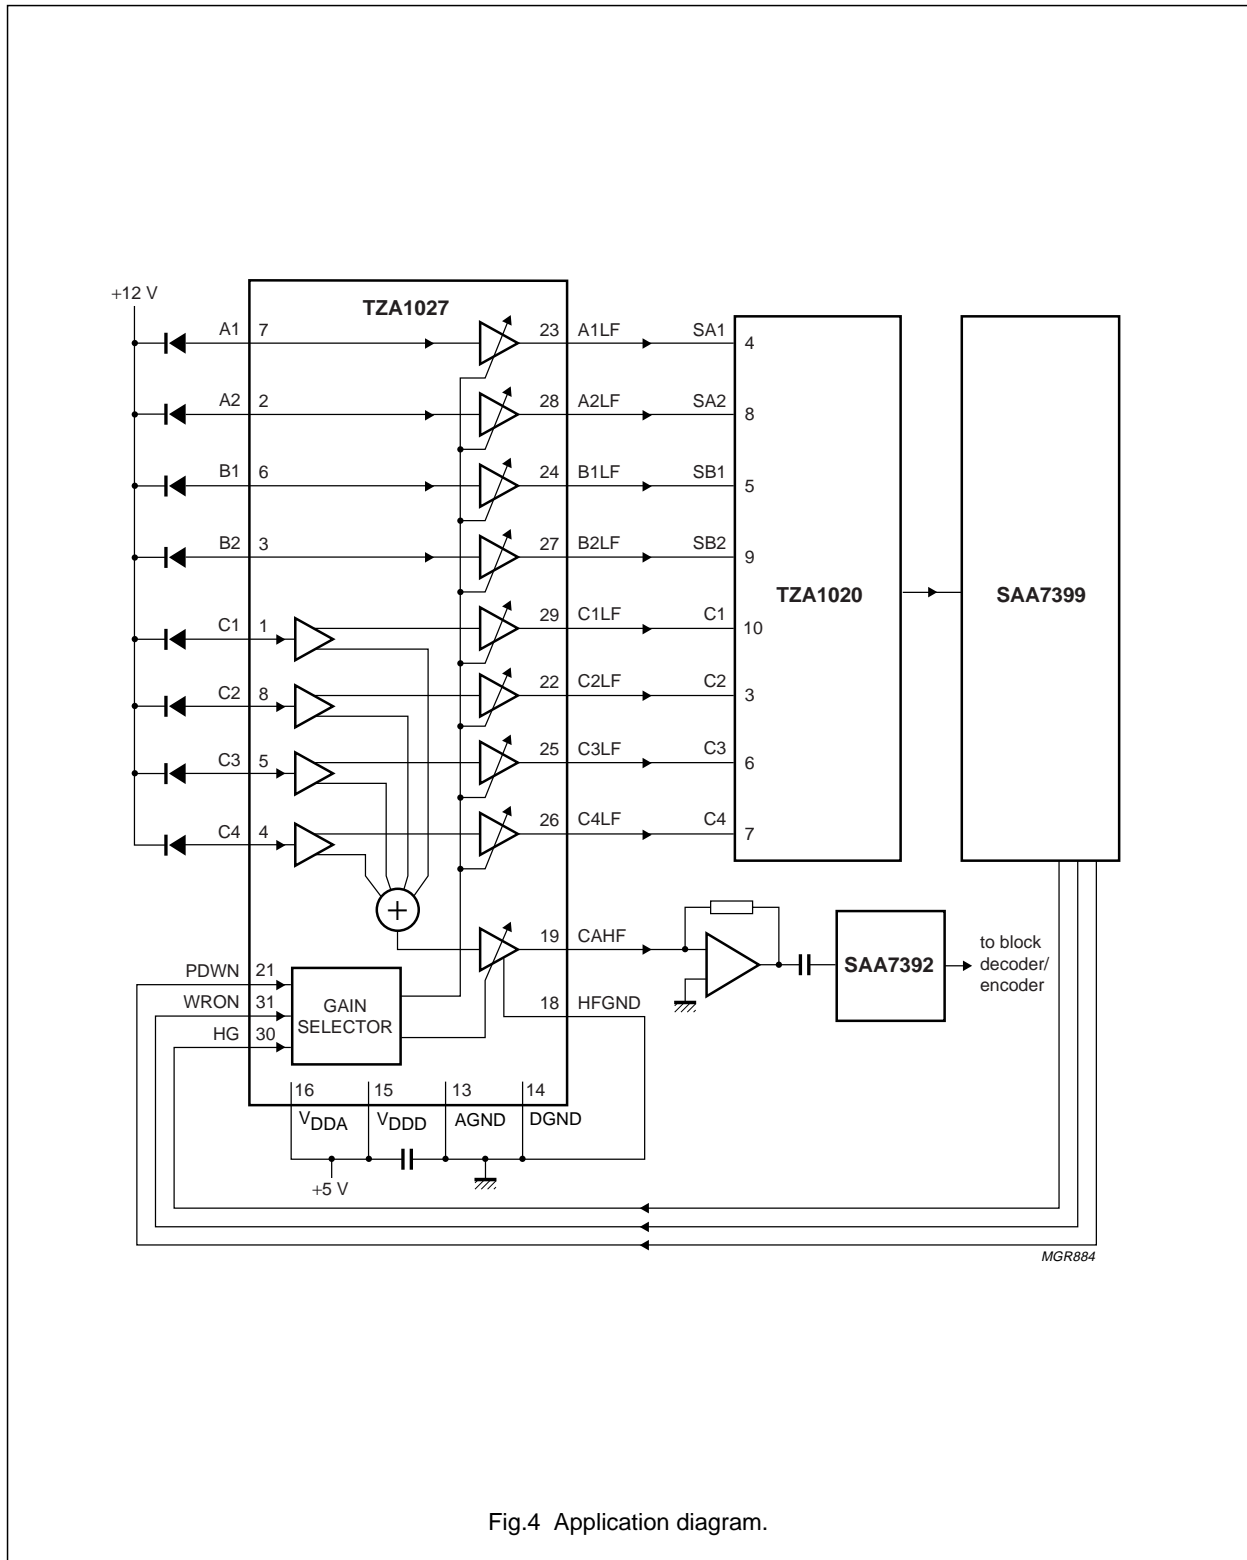 +12 V
TZA1027
A1 7 23 A1LF SA1 4
A2 2 28 A2LF SA2 8
B1 6 24 B1LF SB1 5
B2 3 27 B2LF SB2 9
TZA1020
SAA7399
C1 1 29 C1LF C1 10
C2 8 22 C2LF C2 3
C3 5 25 C3LF C3 6
C4 4 26 C4LF C4 7
+
19 CAHF
SAA7392
to block
decoder/
encoder
PDWN 21
WRON 31
HG 30
GAIN
SELECTOR
18 HFGND
16 15 13 14
VDDA VDDD AGND DGND
+5 V
MGR884
Fig.4 Application diagram.